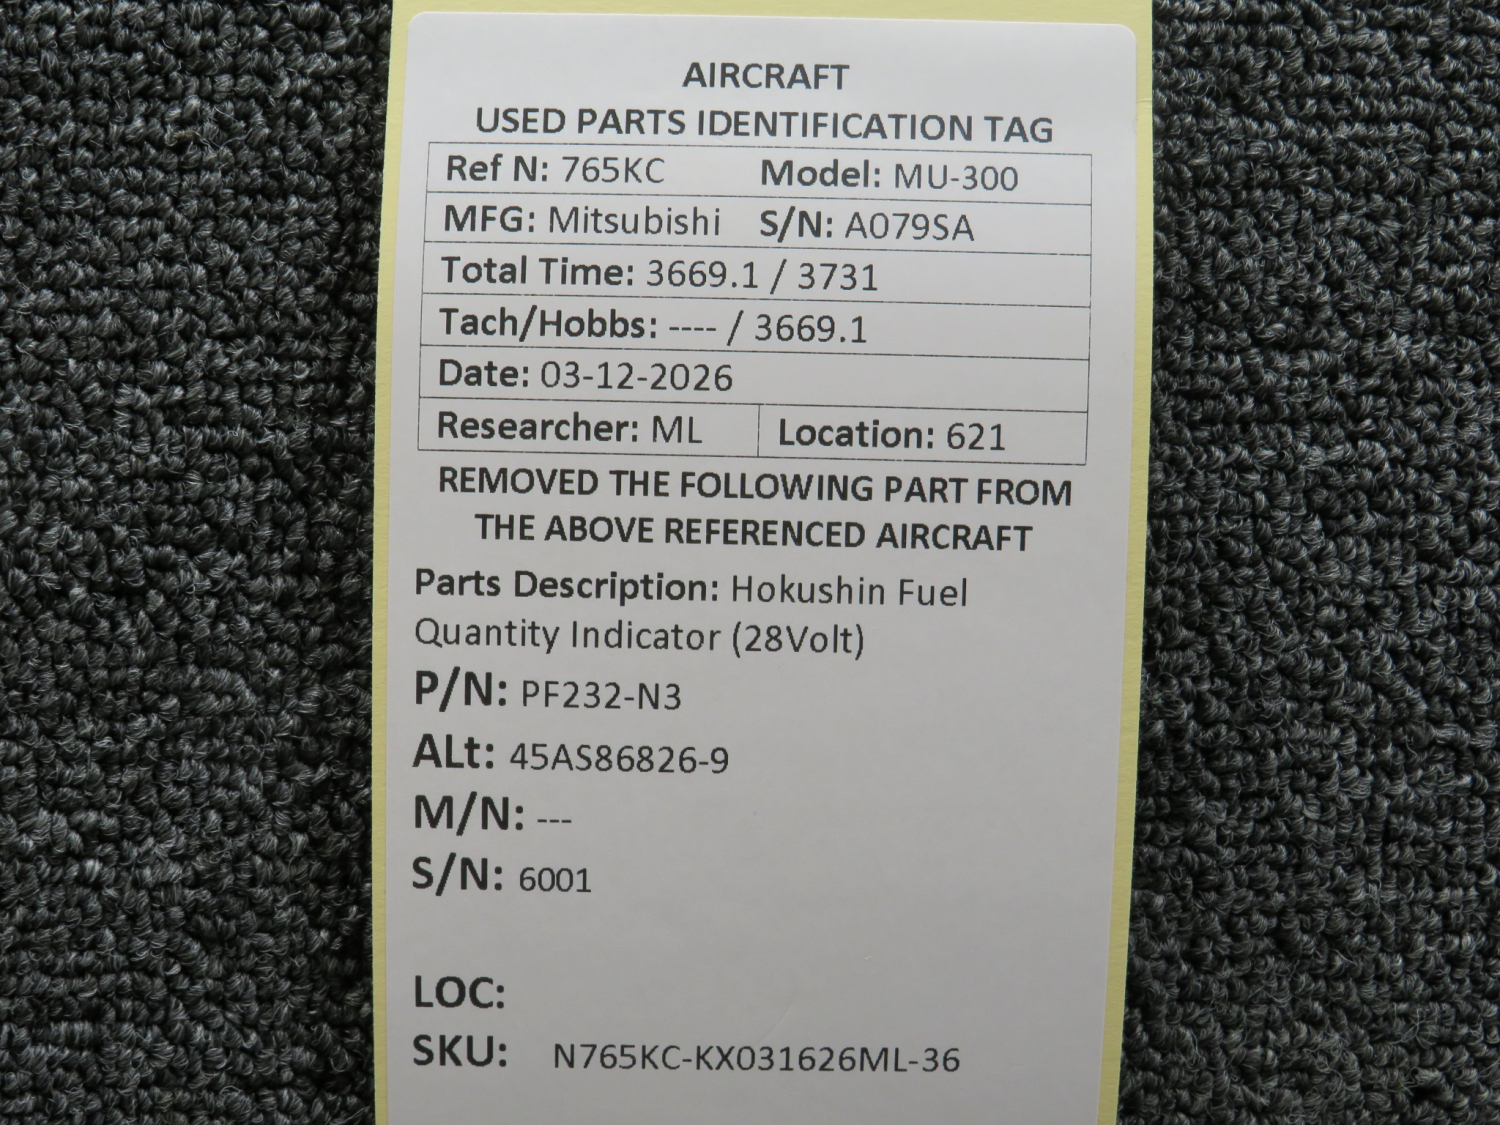 AIRCRAFT
USED PARTS IDENTIFICATION TAG
Ref N: 765KC Model: MU-300
MFG: Mitsubishi S/N: A079SA
Total Time: 3669.1 / 3731
Tach/Hobbs: ---- / 3669.1
Date: 03-12-2026
Researcher: ML Location: 621
REMOVED THE FOLLOWING PART FROM
THE ABOVE REFERENCED AIRCRAFT
Parts Description: Hokushin Fuel
Quantity Indicator (28Volt)
P/N: PF232-N3
ALt: 45AS86826-9
M/N: ---
S/N: 6001
LOC:
SKU: N765KC-KX031626ML-36